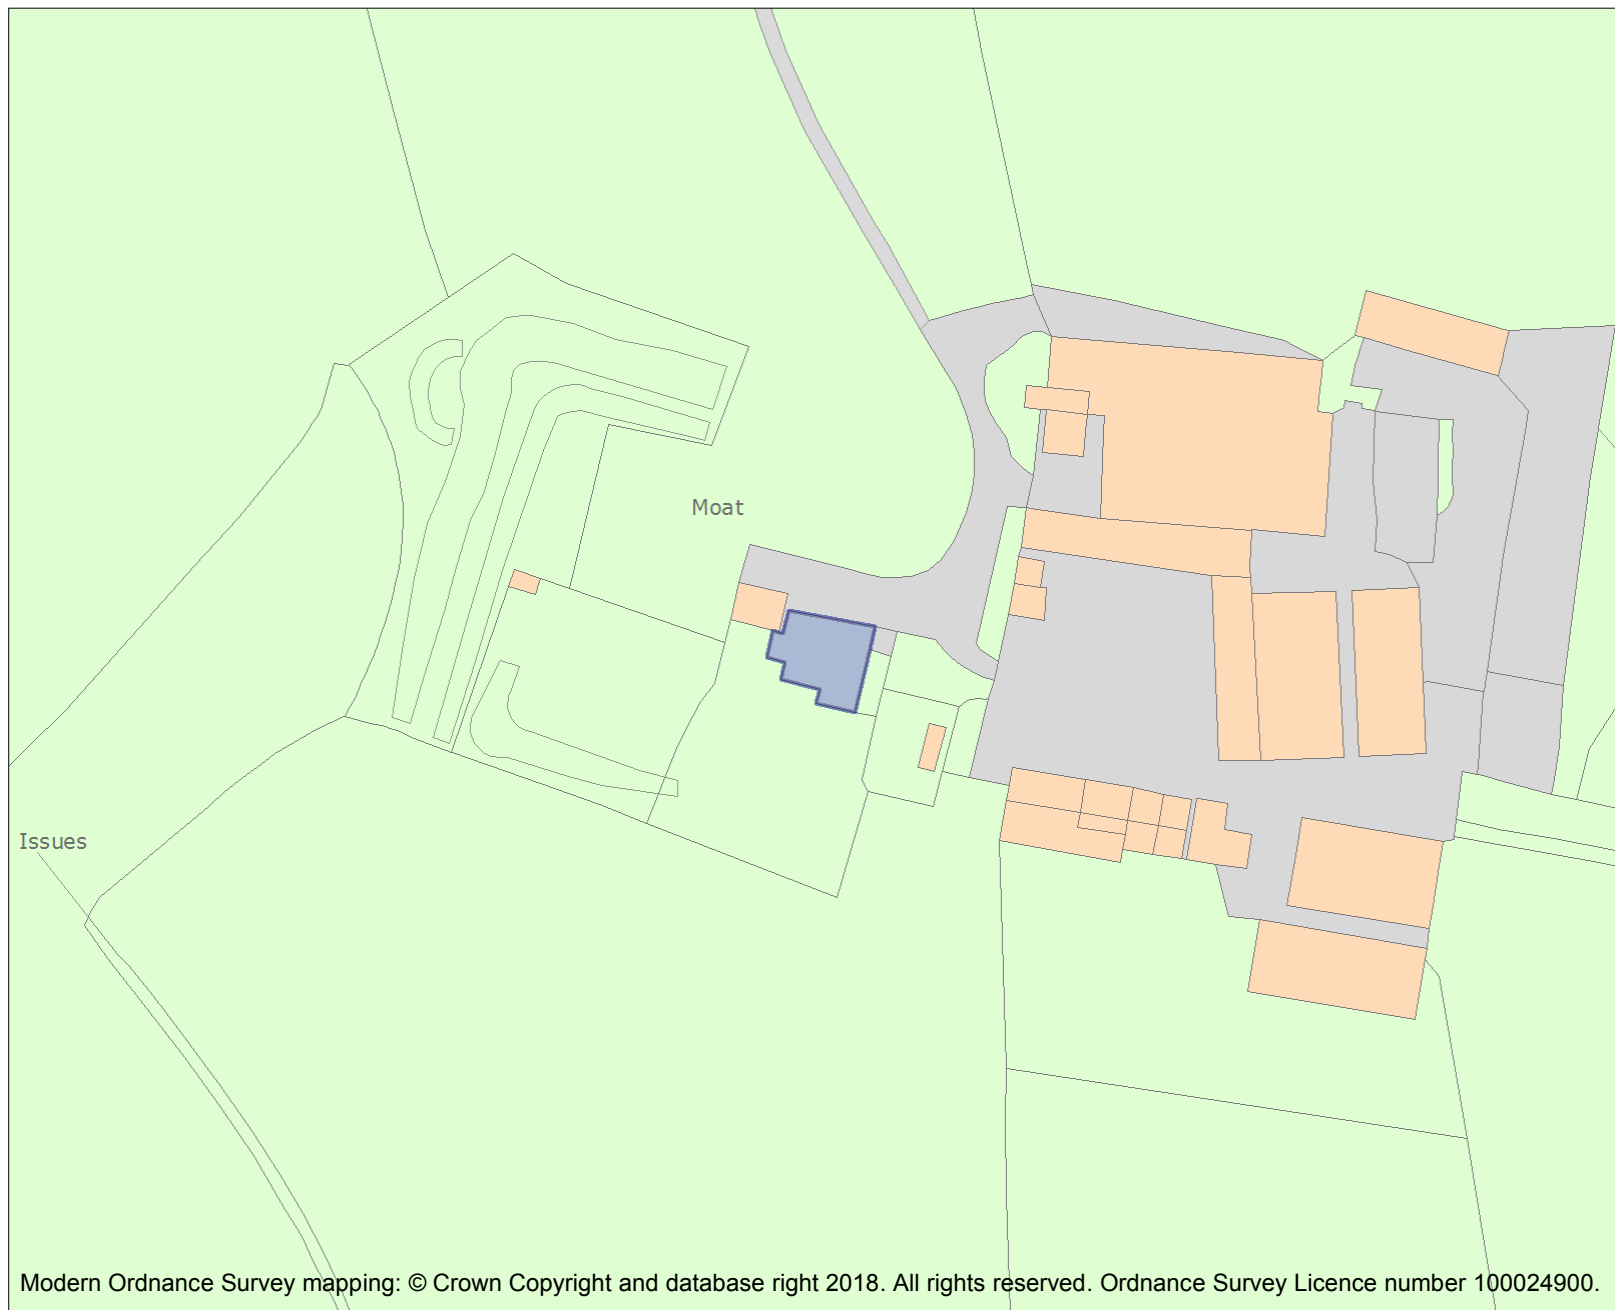 Moat
Issues
Modern Ordnance Survey mapping: © Crown Copyright and database right 2018. All rights reserved. Ordnance Survey Licence number 100024900.